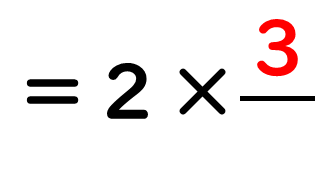 = 2 × 3